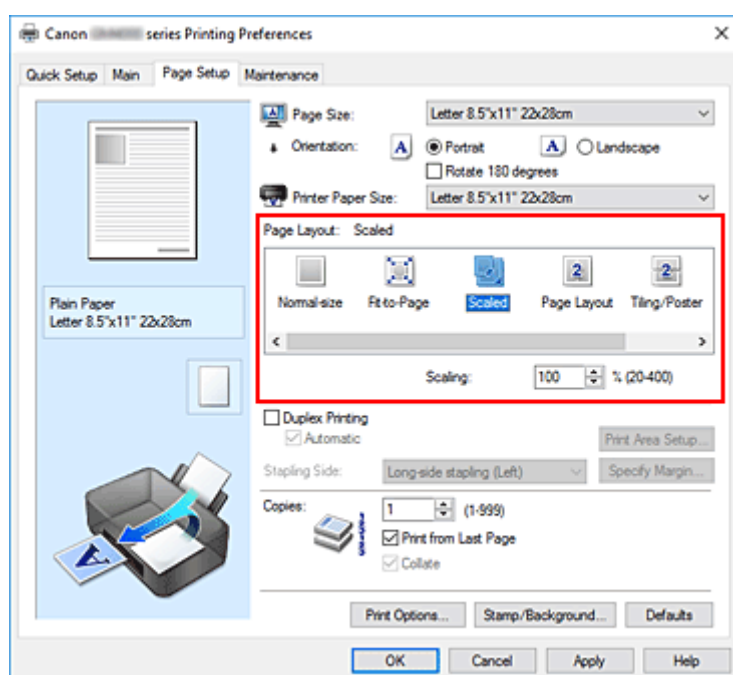 Canon series Printing Preferences
Quick Setup Main Page Setup Maintenance
Page Size: Letter 8.5"x11" 22x28cm
Orientation: A Portrait A Landscape
Rotate 180 degrees
Printer Paper Size: Letter 8.5"x11" 22x28cm
Page Layout: Scaled
2 2
Normal-size Fit-to-Page Scaled Page Layout Tiling/Poster
Plain Paper
Letter 8.5"x11" 22x28cm
Scaling: 100 % (20-400)
Duplex Printing
Automatic
Print Area Setup...
Stapling Side: Long-side stapling (Left) Specify Margin...
Copies: 1 (1-999)
Print from Last Page
Collate
A
Print Options... Stamp/Background... Defaults
OK Cancel Apply Help